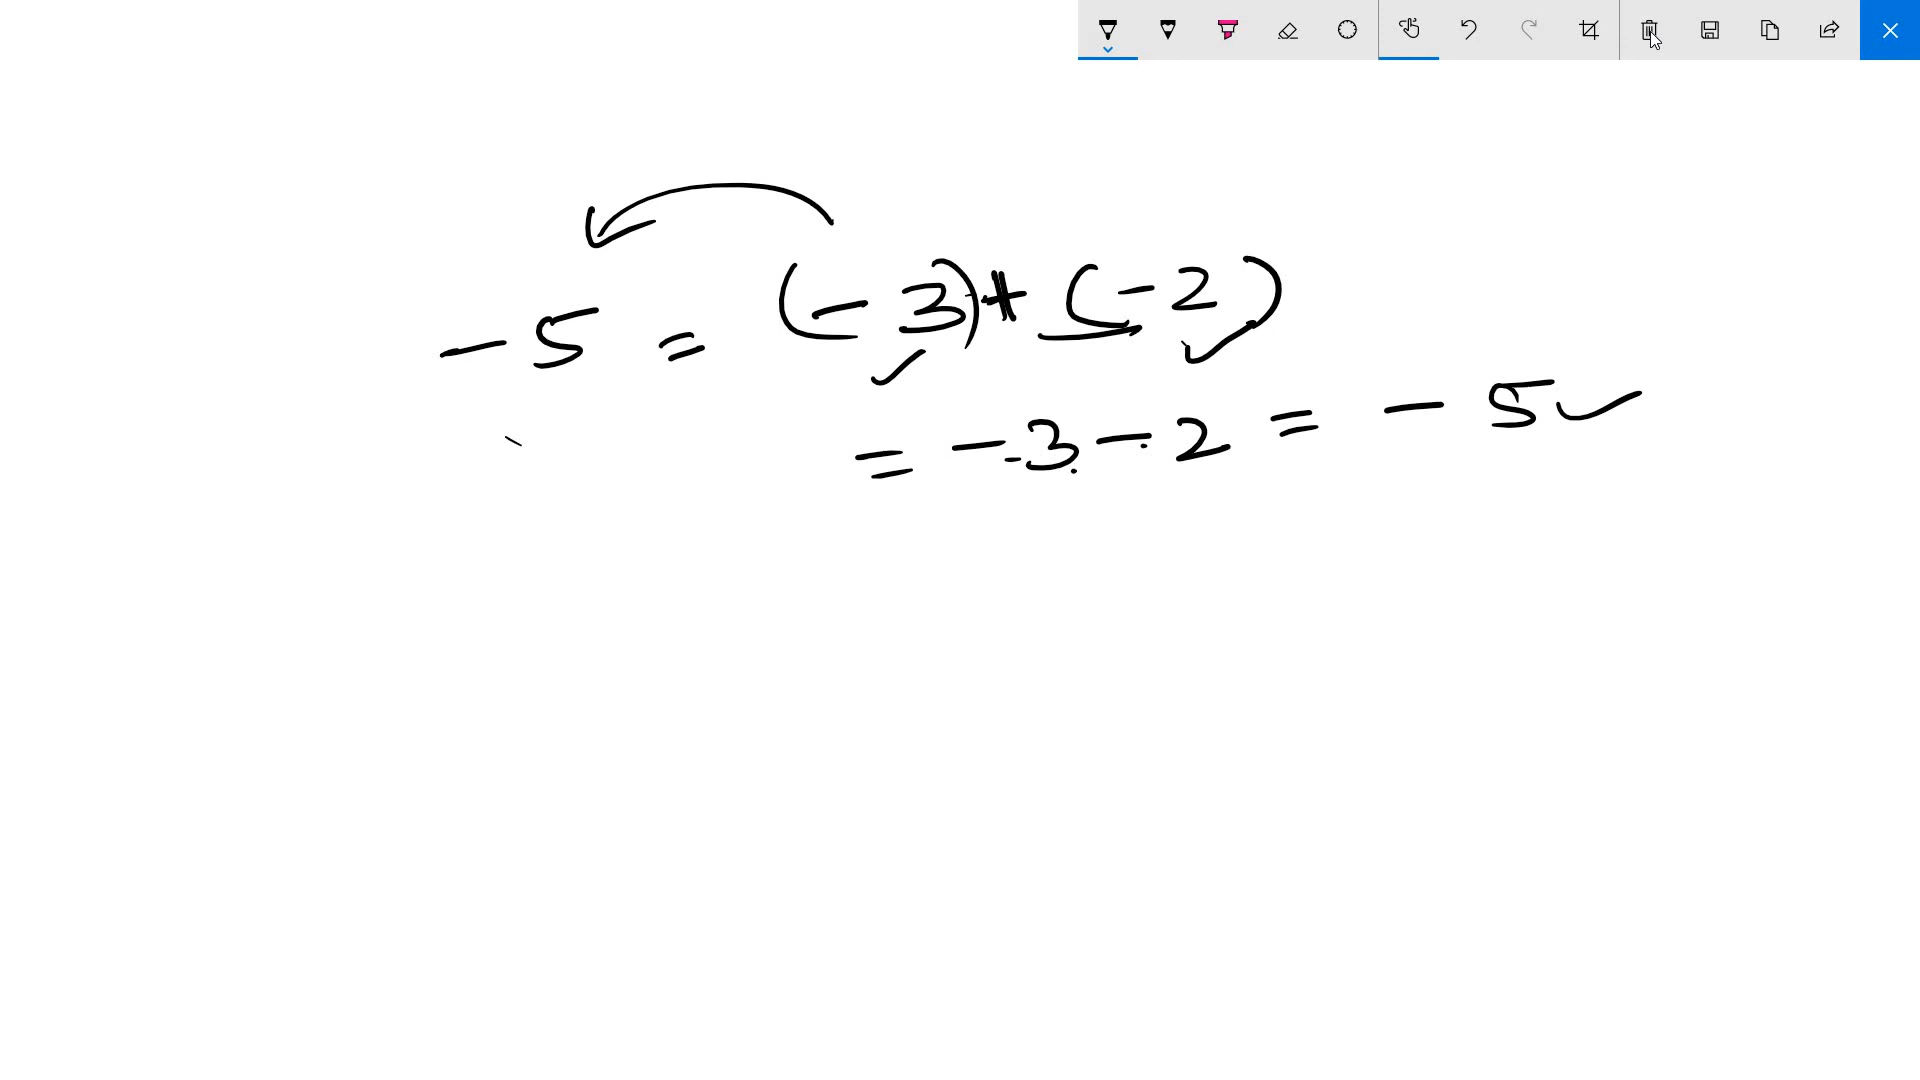 - 5 = (- 3) + (- 2)
= - 3 - 2 = - 5